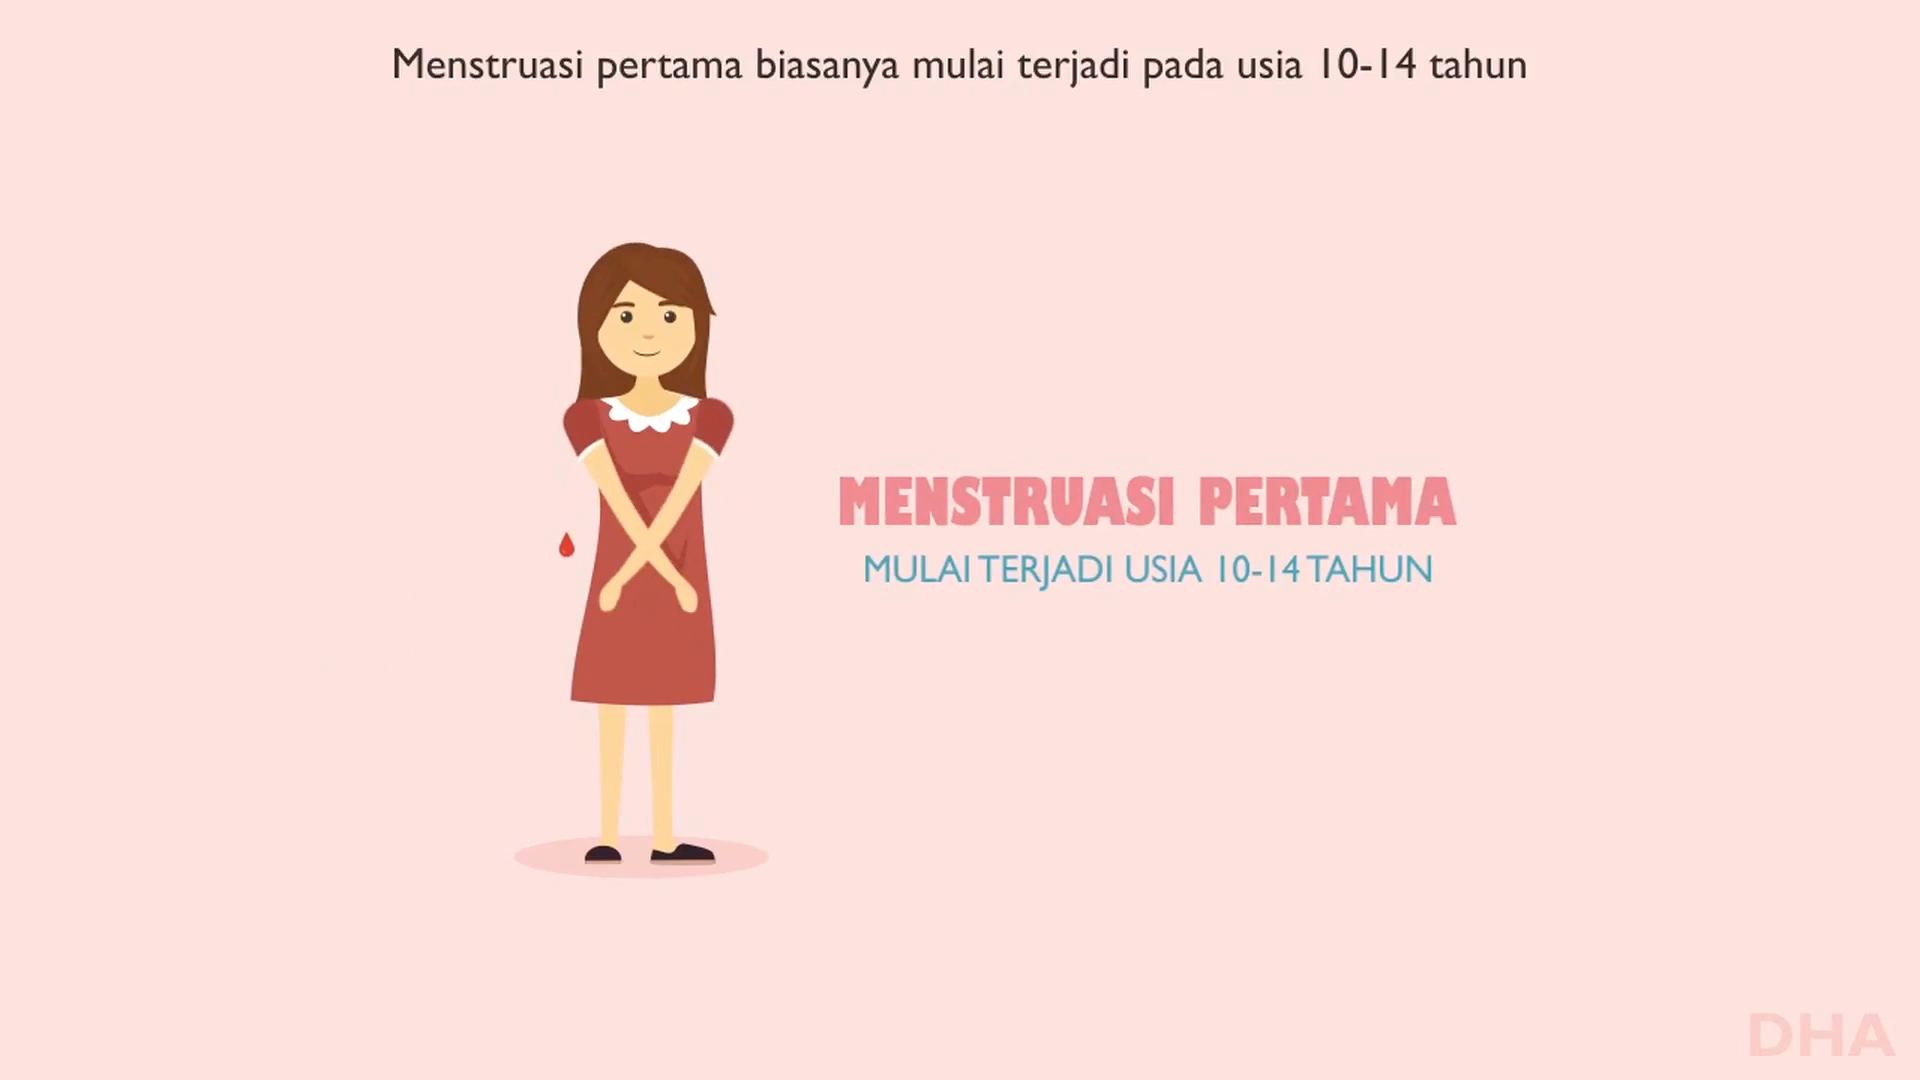 Menstruasi pertama biasanya mulai terjadi pada usia 10-14 tahun
MENSTRUASI PERTAMA
MULAI TERJADI USIA 10-14 TAHUN
DHA